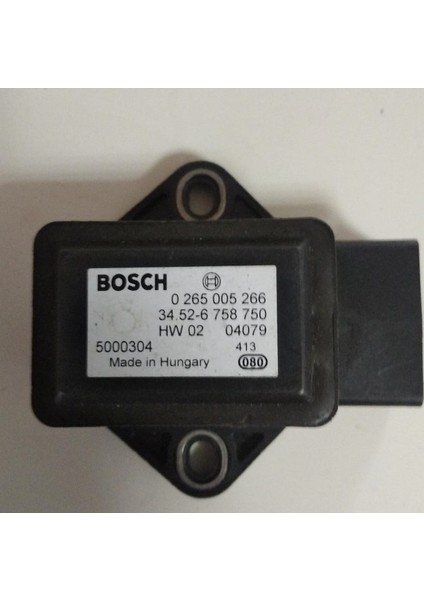 BOSCH
0 265 005 266
34.52-6 758 750
HW 02 04079
5000304 413
Made in Hungary 080